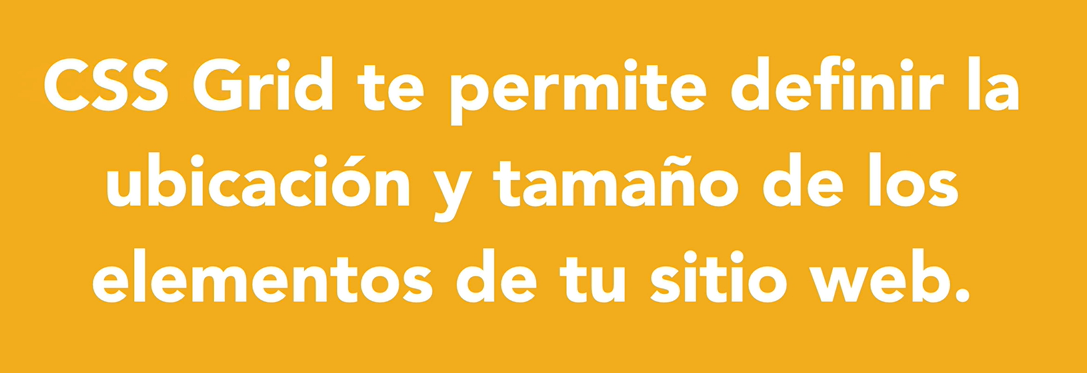 CSS Grid te permite definir la
ubicación y tamaño de los
elementos de tu sitio web.